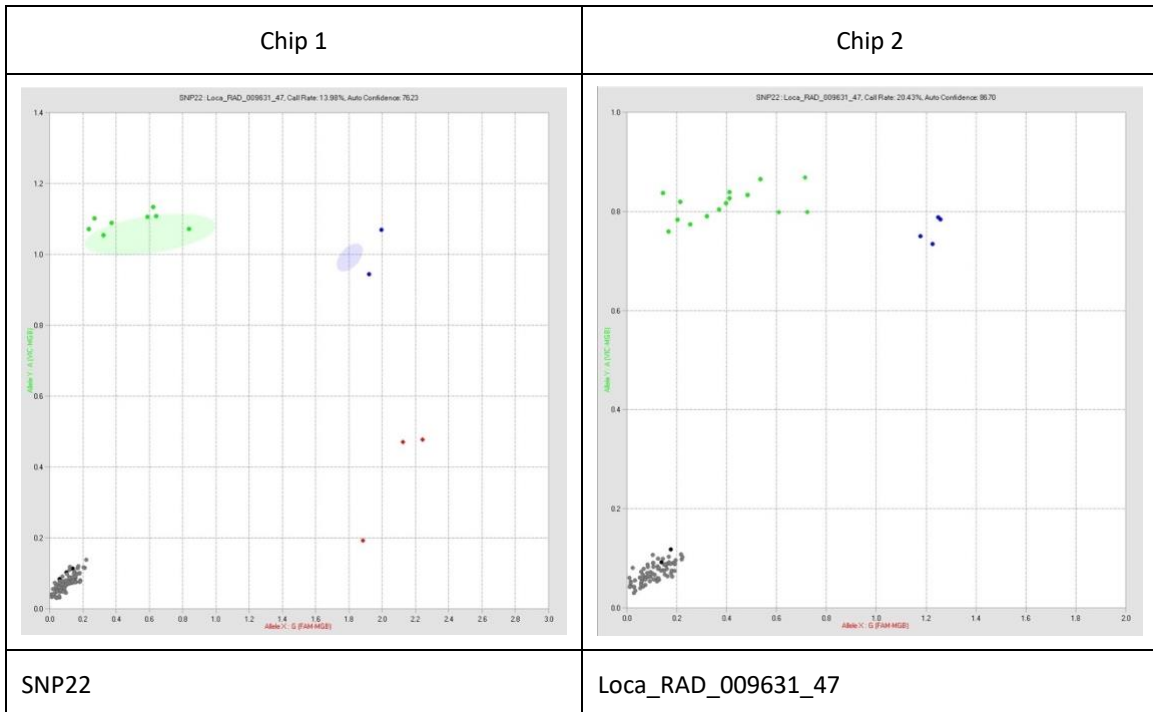 Chip 1
Chip 2
SNP22 : Loca_RAD_009631_47, Call Rate: 13.98%, Auto Confidence: 7623
1.4
1.2
1.0
0.8
0.6
0.4
0.2
0.0
Allele Y : A (VIC-MGB)
0.0 0.2 0.4 0.6 0.8 1.0 1.2 1.4 1.6 1.8 2.0 2.2 2.4 2.6 2.8 3.0
Allele X : G (FAM-MGB)
SNP22 : Loca_RAD_009631_47, Call Rate: 20.43%, Auto Confidence: 8670
1.0
0.8
0.6
0.4
0.2
0.0
Allele Y : A (VIC-MGB)
0.0 0.2 0.4 0.6 0.8 1.0 1.2 1.4 1.6 1.8 2.0
Allele X : G (FAM-MGB)
SNP22
Loca_RAD_009631_47